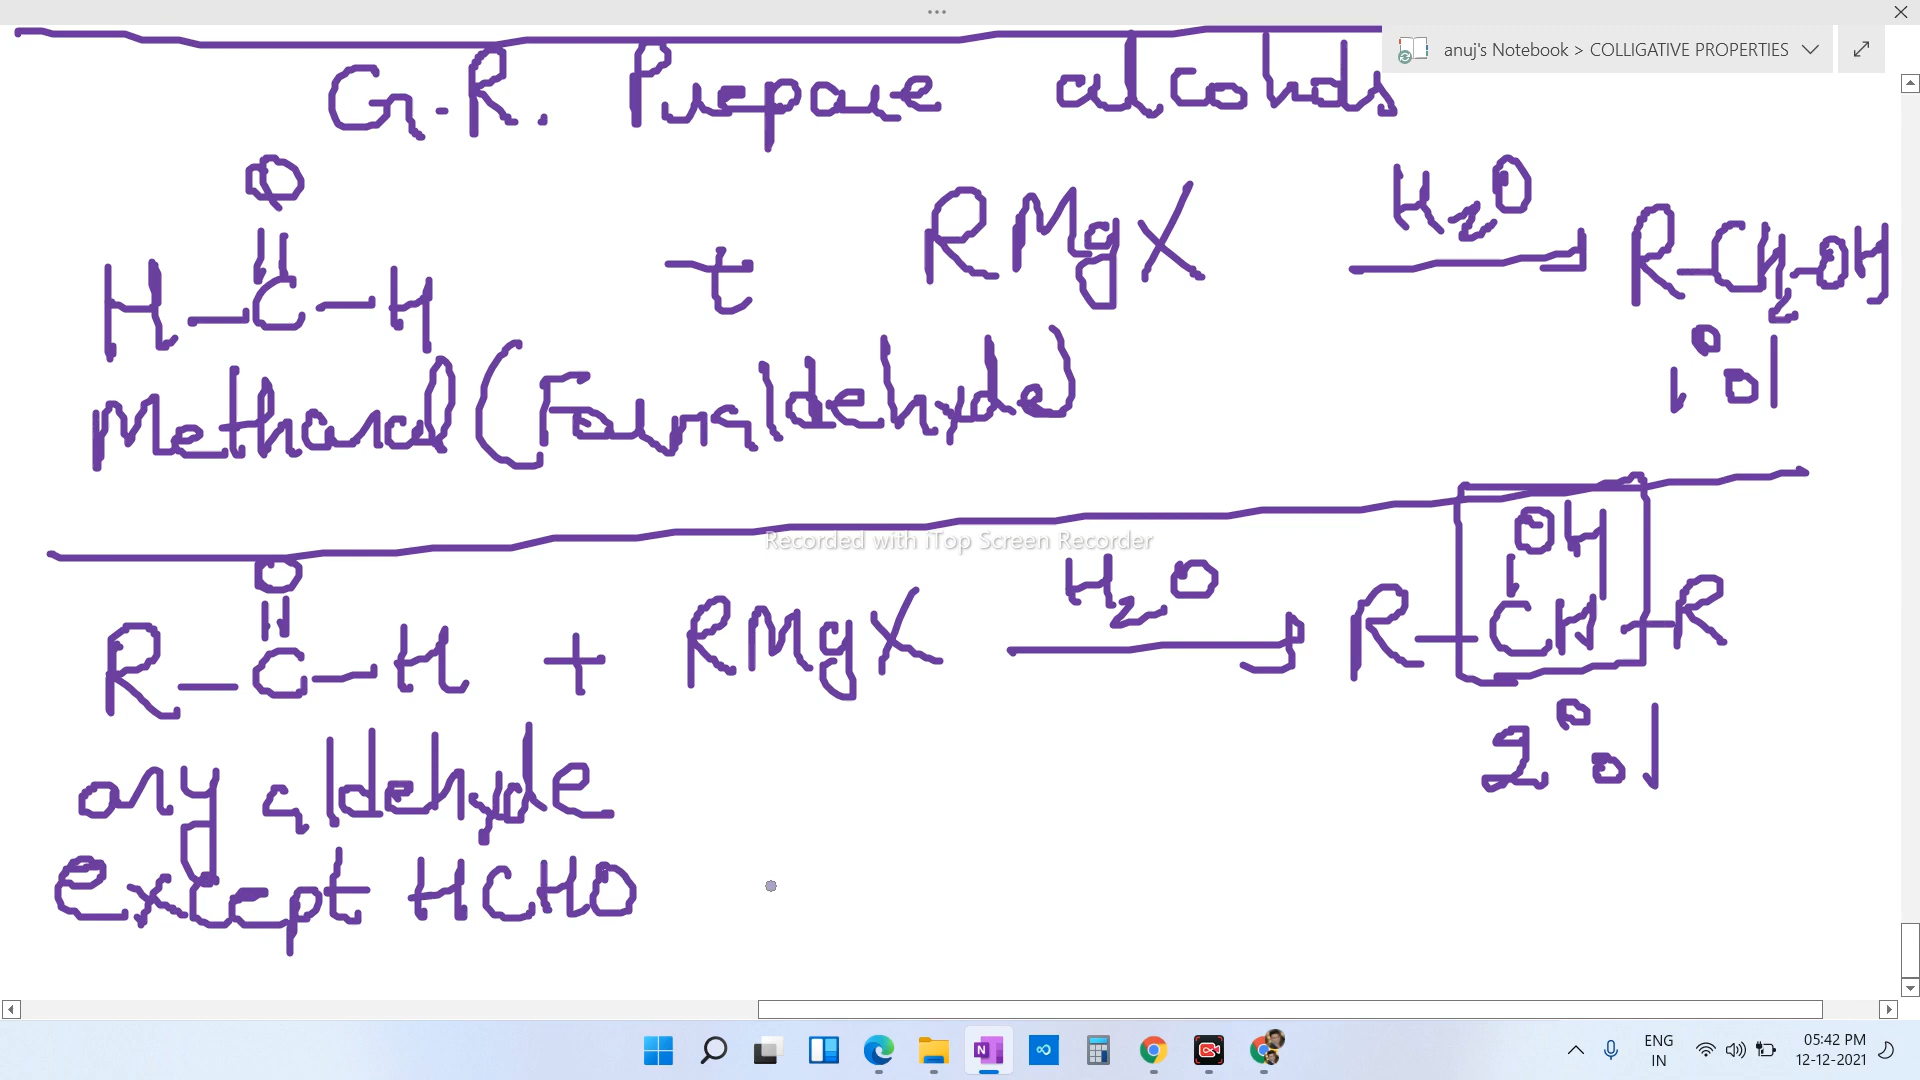 anuj's Notebook > COLLIGATIVE PROPERTIES
G.R. Prepare alcohols
O
||
H-C-H + RMgX H2O R-CH2-OH
Methanal (Formaldehyde) 1° ol
Recorded with iTop Screen Recorder
O H2O OH
|| |
R-C-H + RMgX R-CH-R
2° ol
any aldehyde
except HCHO
ENG 05:42 PM
IN 12-12-2021